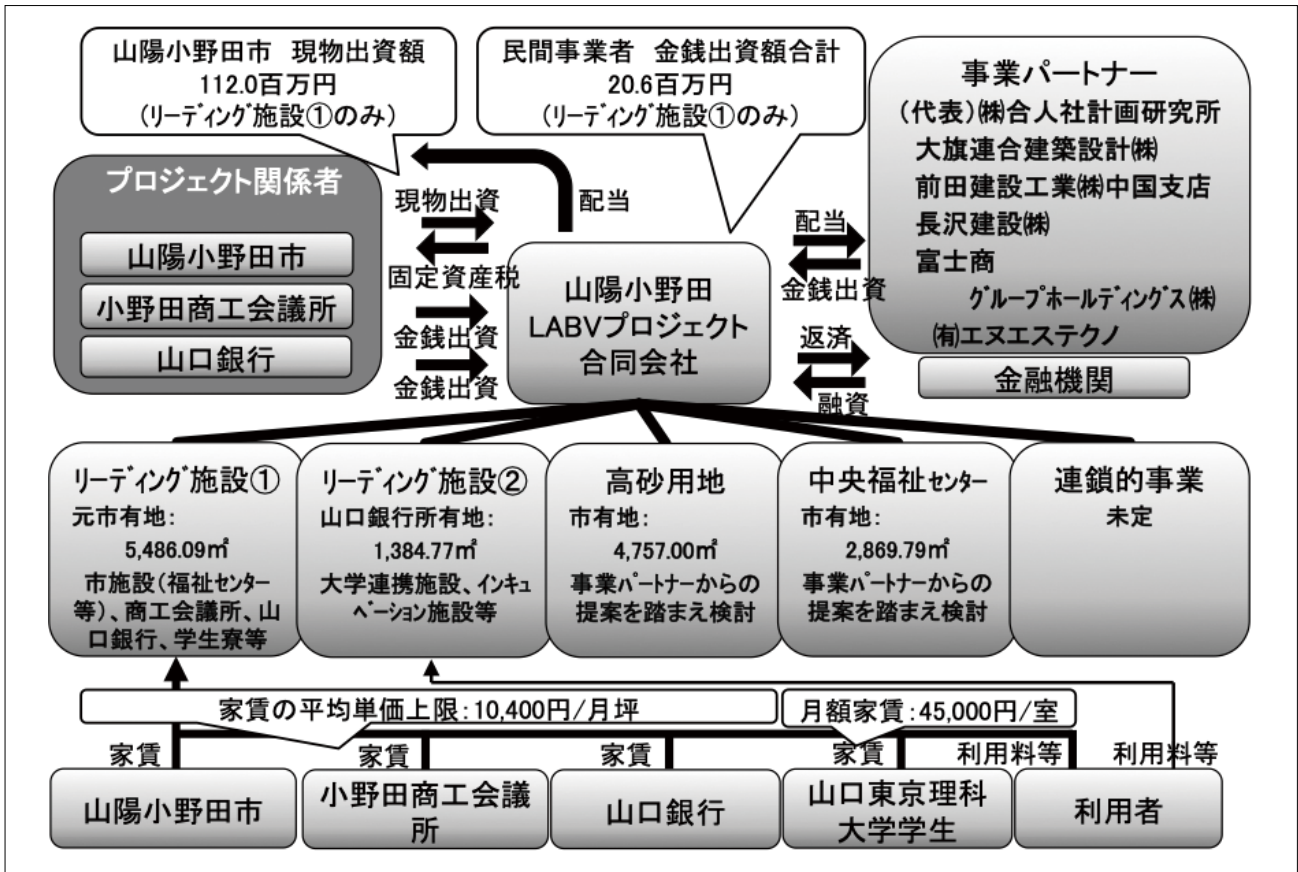 山陽小野田市 現物出資額
112.0百万円
(リーディング施設①のみ)
民間事業者 金銭出資額合計
20.6百万円
(リーディング施設①のみ)
事業パートナー
(代表)㈱合人社計画研究所
大旗連合建築設計㈱
前田建設工業㈱中国支店
長沢建設㈱
富士商
グループホールディングス㈱
㈲エヌエステクノ
金融機関
プロジェクト関係者
山陽小野田市
小野田商工会議所
山口銀行
現物出資
固定資産税
金銭出資
金銭出資
配当
山陽小野田
LABVプロジェクト
合同会社
配当
金銭出資
返済
融資
リーディング施設①
元市有地:
5,486.09㎡
市施設(福祉センター
等)、商工会議所、山
口銀行、学生寮等
リーディング施設②
山口銀行所有地:
1,384.77㎡
大学連携施設、インキュ
ベーション施設等
高砂用地
市有地:
4,757.00㎡
事業パートナーからの
提案を踏まえ検討
中央福祉センター
市有地:
2,869.79㎡
事業パートナーからの
提案を踏まえ検討
連鎖的事業
未定
家賃の平均単価上限:10,400円/月坪
月額家賃:45,000円/室
家賃
家賃
家賃
家賃
利用料等
利用料等
山陽小野田市
小野田商工会議
所
山口銀行
山口東京理科
大学学生
利用者